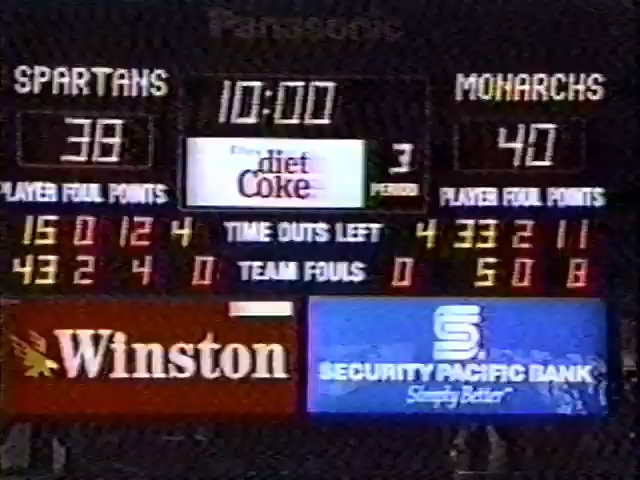 Panasonic
SPARTANS 10:00 MONARCHS
38 40
diet
Coke
3
PERIOD
PLAYER FOUL POINTS PLAYER FOUL POINTS
15 0 12 4 TIME OUTS LEFT 4 33 2 11
43 2 4 0 TEAM FOULS 0 5 0 8
Winston
S
SECURITY PACIFIC BANK
Simply Better